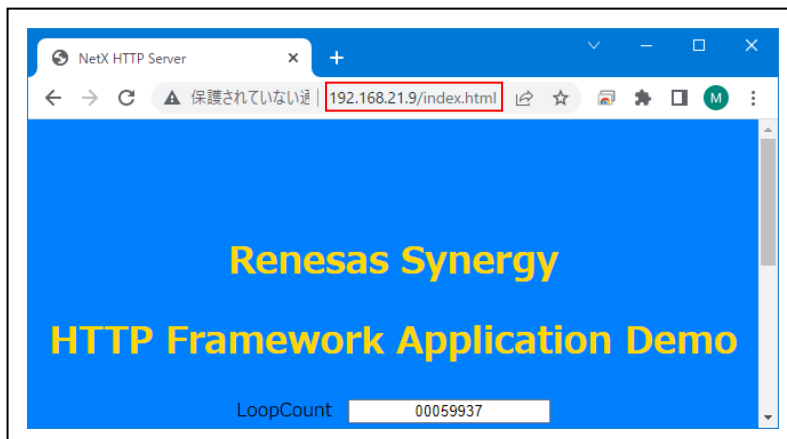 NetX HTTP Server
保護されていない通 192.168.21.9/index.html M
Renesas Synergy
HTTP Framework Application Demo
LoopCount 00059937